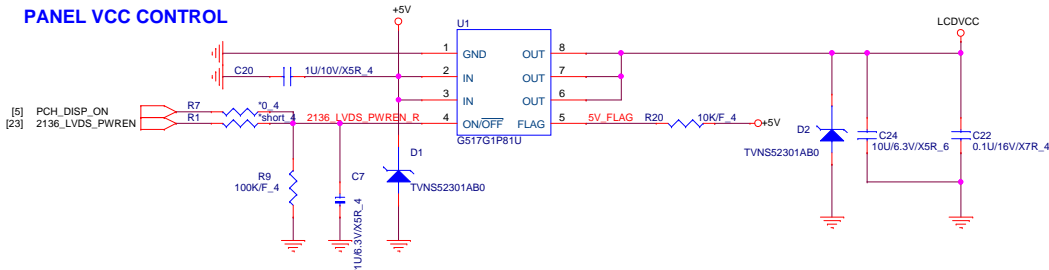 PANEL VCC CONTROL
+5V
U1
LCDVCC
1 GND OUT 8
C20 1U/10V/X5R_4 2 IN OUT 7
3 IN OUT 6
[5] PCH_DISP_ON R7 *0_4
[23] 2136_LVDS_PWREN R1 *short_4 2136_LVDS_PWREN_R 4 ON/OFF FLAG 5 5V_FLAG R20 10K/F_4 +5V
G517G1P81U
D2
TVNS52301AB0
C24
10U/6.3V/X5R_6
C22
0.1U/16V/X7R_4
D1
TVNS52301AB0
R9
100K/F_4
C7
1U/6.3V/X5R_4